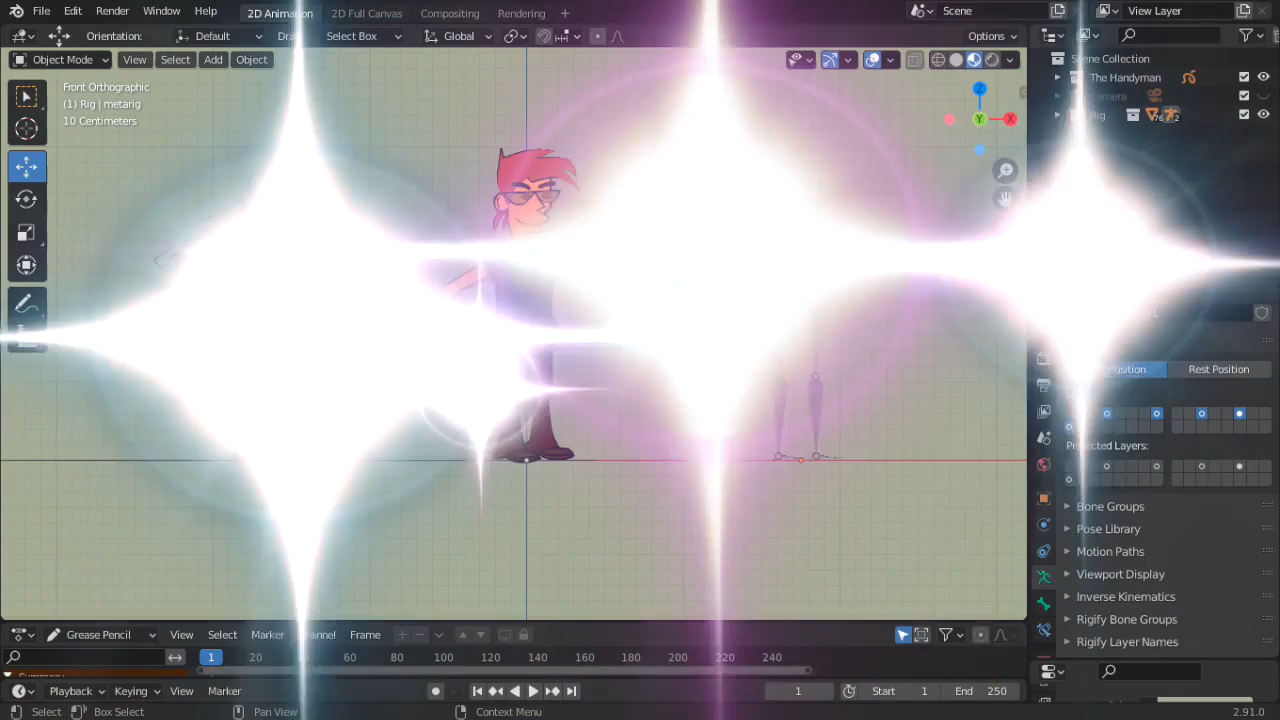 File Edit Render Window Help 2D Animation 2D Full Canvas Compositing Rendering + Scene View Layer
Orientation: Default Select Box Global Options
Object Mode View Select Add Object
Front Orthographic
(1) Rig | metarig
10 Centimeters
Z
Y
X
Scene Collection
The Handyman
Rig
Rest Position
Bone Groups
Pose Library
Motion Paths
Viewport Display
Inverse Kinematics
Rigify Bone Groups
Rigify Layer Names
Grease Pencil View Select Marker Frame
1 20 60 80 100 120 140 160 180 200 220 240
Playback Keying View Marker 1 Start 1 End 250
Select Box Select Pan View Context Menu 2.91.0